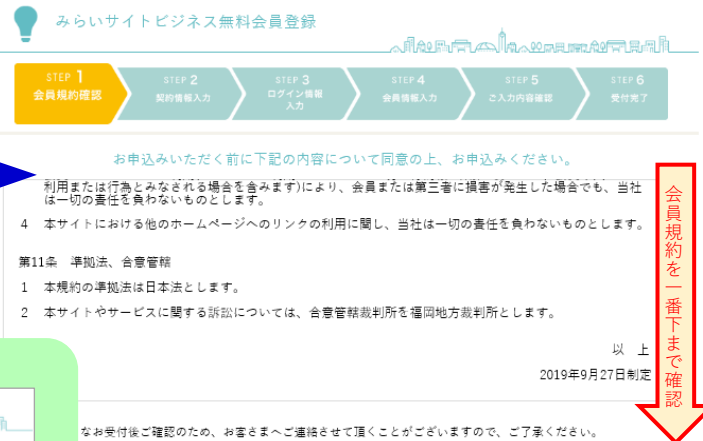 みらいサイトビジネス無料会員登録
STEP 1
会員規約確認
STEP 2
契約情報入力
STEP 3
ログイン情報
入力
STEP 4
会員情報入力
STEP 5
ご入力内容確認
STEP 6
受付完了
お申込みいただく前に下記の内容について同意の上、お申込みください。
利用または行為とみなされる場合を含みます)により、会員または第三者に損害が発生した場合でも、当社
は一切の責任を負わないものとします。
4 本サイトにおける他のホームページへのリンクの利用に関し、当社は一切の責任を負わないものとします。
第11条 準拠法、合意管轄
1 本規約の準拠法は日本法とします。
2 本サイトやサービスに関する訴訟については、合意管轄裁判所を福岡地方裁判所とします。
以 上
2019年9月27日制定
会員規約を一番下まで確認
なお受付後ご確認のため、お客さまへご連絡させて頂くことがございますので、ご了承ください。